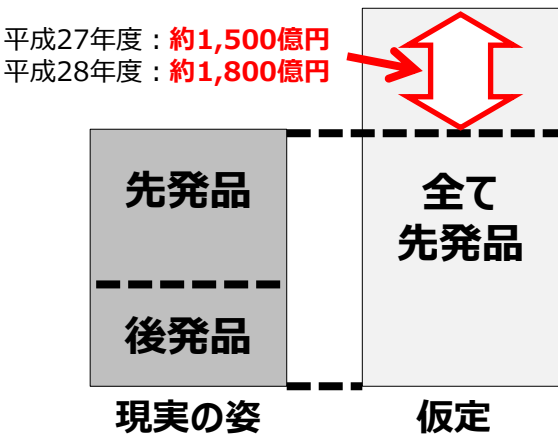 平成27年度：約1,500億円
平成28年度：約1,800億円
先発品
後発品
全て
先発品
現実の姿
仮定